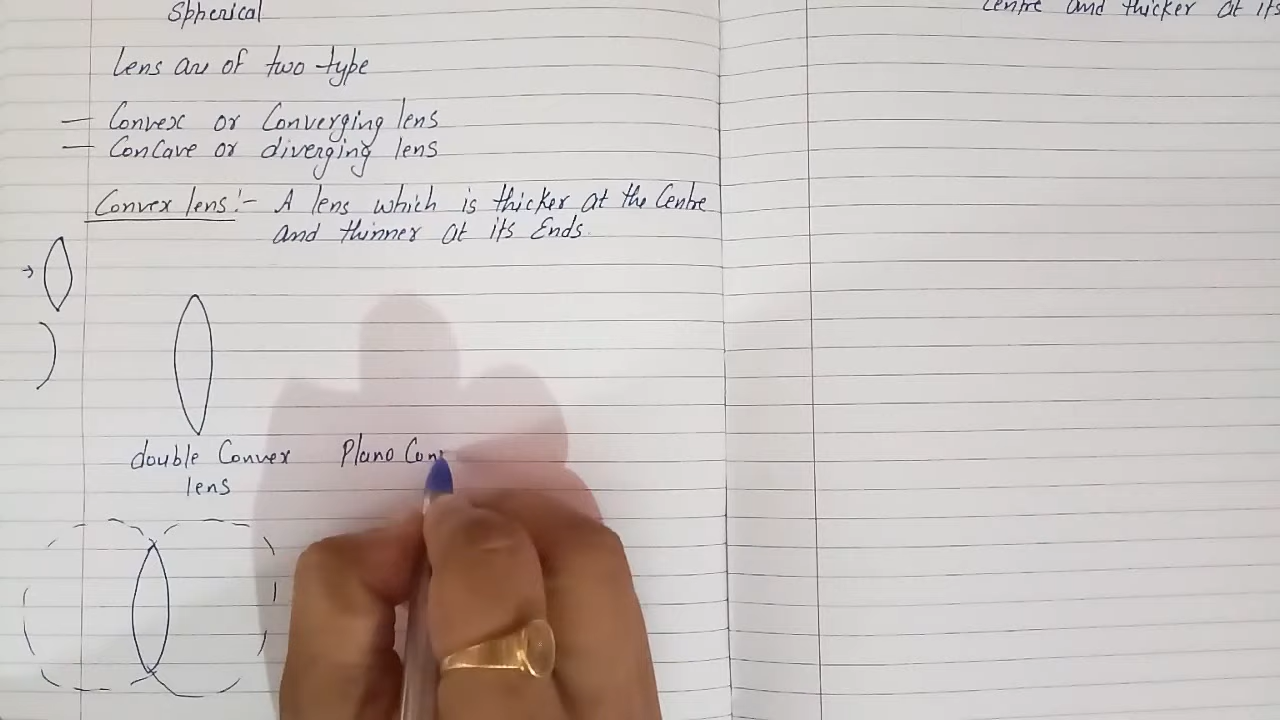 Spherical
Lens are of two type
— Convex or Converging lens
— Concave or diverging lens
Convex lens:- A lens which is thicker at the Centre
and thinner at its Ends.
double Convex
lens
Plano Con
Centre and thicker at its